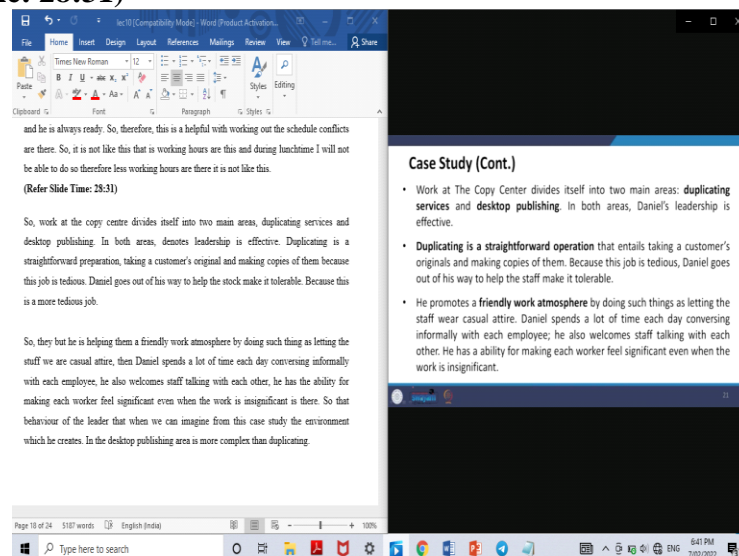 ne: 28:31)
lec10 [Compatibility Mode] - Word (Product Activation...
File Home Insert Design Layout References Mailings Review View Tell me... Share
Times New Roman 12
Paste
B I U abc x₂ x²
A Aa A A
Styles Editing
Clipboard Font Paragraph Styles
and he is always ready. So, therefore, this is a helpful with working out the schedule conflicts
are there. So, it is not like this that is working hours are this and during lunchtime I will not
be able to do so therefore less working hours are there it is not like this.
(Refer Slide Time: 28:31)
So, work at the copy centre divides itself into two main areas, duplicating services and
desktop publishing. In both areas, denotes leadership is effective. Duplicating is a
straightforward preparation, taking a customer's original and making copies of them because
this job is tedious. Daniel goes out of his way to help the stock make it tolerable. Because this
is a more tedious job.
So, they but he is helping them a friendly work atmosphere by doing such thing as letting the
stuff we are casual attire, then Daniel spends a lot of time each day conversing informally
with each employee, he also welcomes staff talking with each other, he has the ability for
making each worker feel significant even when the work is insignificant is there. So that
behaviour of the leader that when we can imagine from this case study the environment
which he creates. In the desktop publishing area is more complex than duplicating.
Page 18 of 24 5187 words English (India) 100%
Case Study (Cont.)
• Work at The Copy Center divides itself into two main areas: duplicating
services and desktop publishing. In both areas, Daniel's leadership is
effective.
• Duplicating is a straightforward operation that entails taking a customer's
originals and making copies of them. Because this job is tedious, Daniel goes
out of his way to help the staff make it tolerable.
• He promotes a friendly work atmosphere by doing such things as letting the
staff wear casual attire. Daniel spends a lot of time each day conversing
informally with each employee; he also welcomes staff talking with each
other. He has a ability for making each worker feel significant even when the
work is insignificant.
23
Type here to search
ENG
6:41 PM
7/02/2022